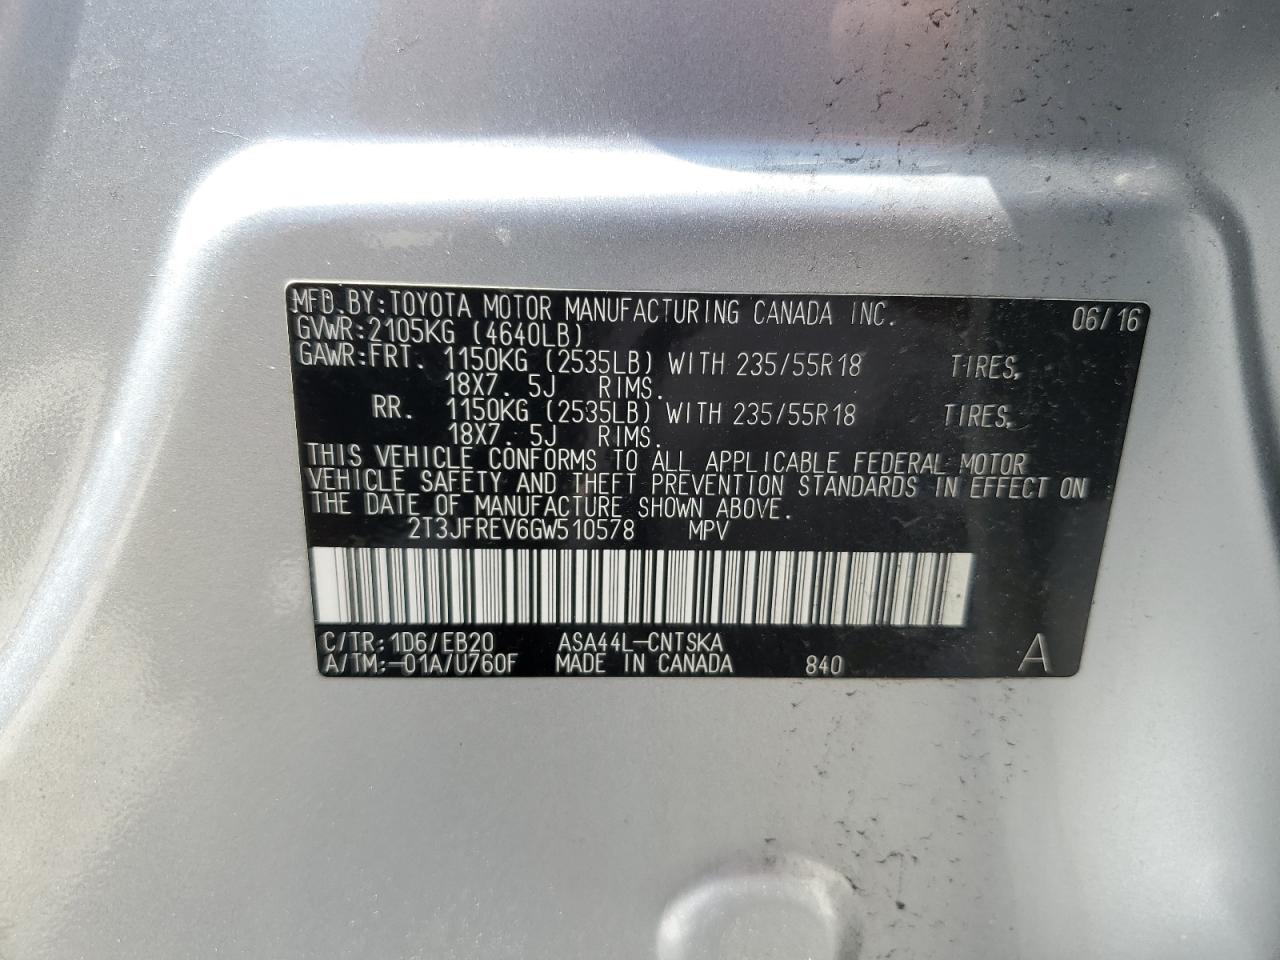 MFD.BY:TOYOTA MOTOR MANUFACTURING CANADA INC. 06/16
GVWR:2105KG (4640LB)
GAWR:FRT. 1150KG (2535LB) WITH 235/55R18 TIRES,
18X7.5J RIMS.
RR. 1150KG (2535LB) WITH 235/55R18 TIRES,
18X7.5J RIMS.
THIS VEHICLE CONFORMS TO ALL APPLICABLE FEDERAL MOTOR
VEHICLE SAFETY AND THEFT PREVENTION STANDARDS IN EFFECT ON
THE DATE OF MANUFACTURE SHOWN ABOVE.
2T3JFREV6GW510578 MPV
C/TR:1D6/EB20 ASA44L-CNTSKA
A/TM:-01A/U760F MADE IN CANADA 840 A